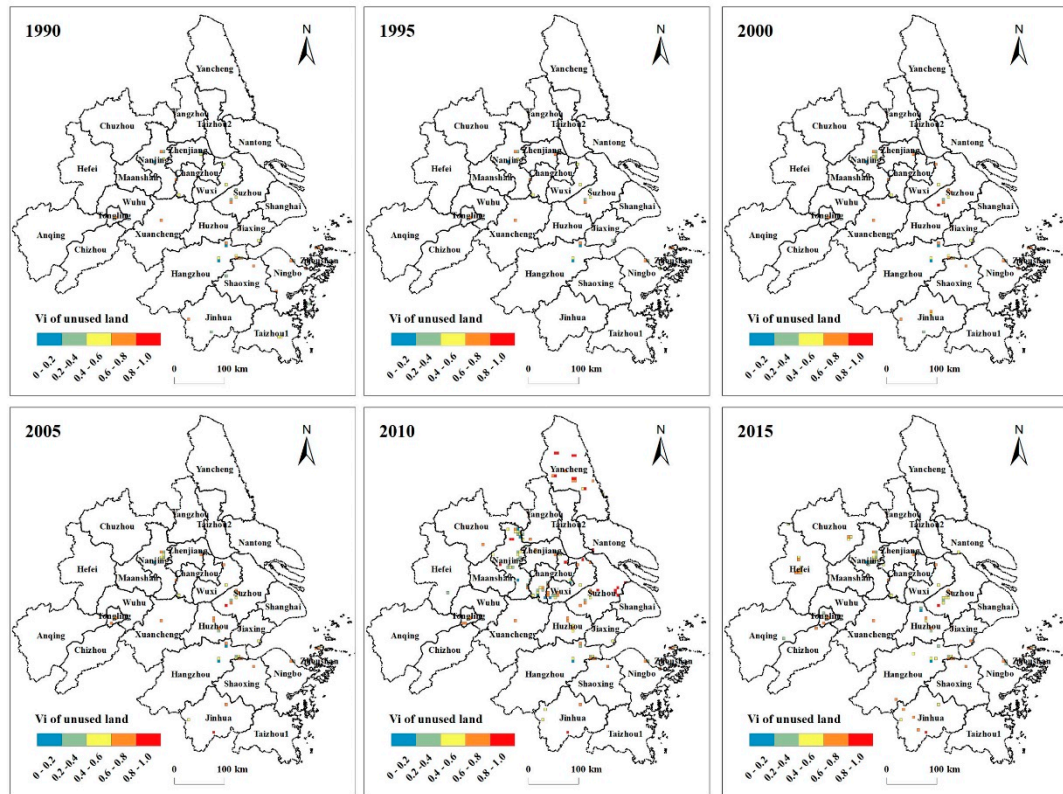 1990
N
Yancheng
Chuzhou
Yangzhou
Taizhou2
Nantong
Hefei
Nanjing
Zhenjiang
Maanshan
Changzhou
Wuxi
Suzhou
Shanghai
Wuhu
Tongling
Anqing
Chizhou
Xuancheng
Huzhou
Jiaxing
Hangzhou
Shaoxing
Ningbo
Zhoushan
Jinhua
Taizhou1
Vi of unused land
0 - 0.2
0.2 -0.4
0.4 - 0.6
0.6 - 0.8
0.8 - 1.0
0
100 km
1995
N
Yancheng
Chuzhou
Yangzhou
Taizhou2
Nantong
Hefei
Nanjing
Zhenjiang
Maanshan
Changzhou
Wuxi
Suzhou
Shanghai
Wuhu
Tongling
Anqing
Chizhou
Xuancheng
Huzhou
Jiaxing
Hangzhou
Shaoxing
Ningbo
Zhoushan
Jinhua
Taizhou1
Vi of unused land
0 - 0.2
0.2 -0.4
0.4 - 0.6
0.6 - 0.8
0.8 - 1.0
0
100 km
2000
N
Yancheng
Chuzhou
Yangzhou
Taizhou2
Nantong
Hefei
Nanjing
Zhenjiang
Maanshan
Changzhou
Wuxi
Suzhou
Shanghai
Wuhu
Tongling
Anqing
Chizhou
Xuancheng
Huzhou
Jiaxing
Hangzhou
Shaoxing
Ningbo
Zhoushan
Jinhua
Taizhou1
Vi of unused land
0 - 0.2
0.2 -0.4
0.4 - 0.6
0.6 - 0.8
0.8 - 1.0
0
100 km
2005
N
Yancheng
Chuzhou
Yangzhou
Taizhou2
Nantong
Hefei
Nanjing
Zhenjiang
Maanshan
Changzhou
Wuxi
Suzhou
Shanghai
Wuhu
Tongling
Anqing
Chizhou
Xuancheng
Huzhou
Jiaxing
Hangzhou
Shaoxing
Ningbo
Zhoushan
Jinhua
Taizhou1
Vi of unused land
0 - 0.2
0.2 -0.4
0.4 - 0.6
0.6 - 0.8
0.8 - 1.0
0
100 km
2010
N
Yancheng
Chuzhou
Yangzhou
Taizhou2
Nantong
Hefei
Nanjing
Zhenjiang
Maanshan
Changzhou
Wuxi
Suzhou
Shanghai
Wuhu
Tongling
Anqing
Chizhou
Xuancheng
Huzhou
Jiaxing
Hangzhou
Shaoxing
Ningbo
Zhoushan
Jinhua
Taizhou1
Vi of unused land
0 - 0.2
0.2 -0.4
0.4 - 0.6
0.6 - 0.8
0.8 - 1.0
0
100 km
2015
N
Yancheng
Chuzhou
Yangzhou
Taizhou2
Nantong
Hefei
Nanjing
Zhenjiang
Maanshan
Changzhou
Wuxi
Suzhou
Shanghai
Wuhu
Tongling
Anqing
Chizhou
Xuancheng
Huzhou
Jiaxing
Hangzhou
Shaoxing
Ningbo
Zhoushan
Jinhua
Taizhou1
Vi of unused land
0 - 0.2
0.2 -0.4
0.4 - 0.6
0.6 - 0.8
0.8 - 1.0
0
100 km